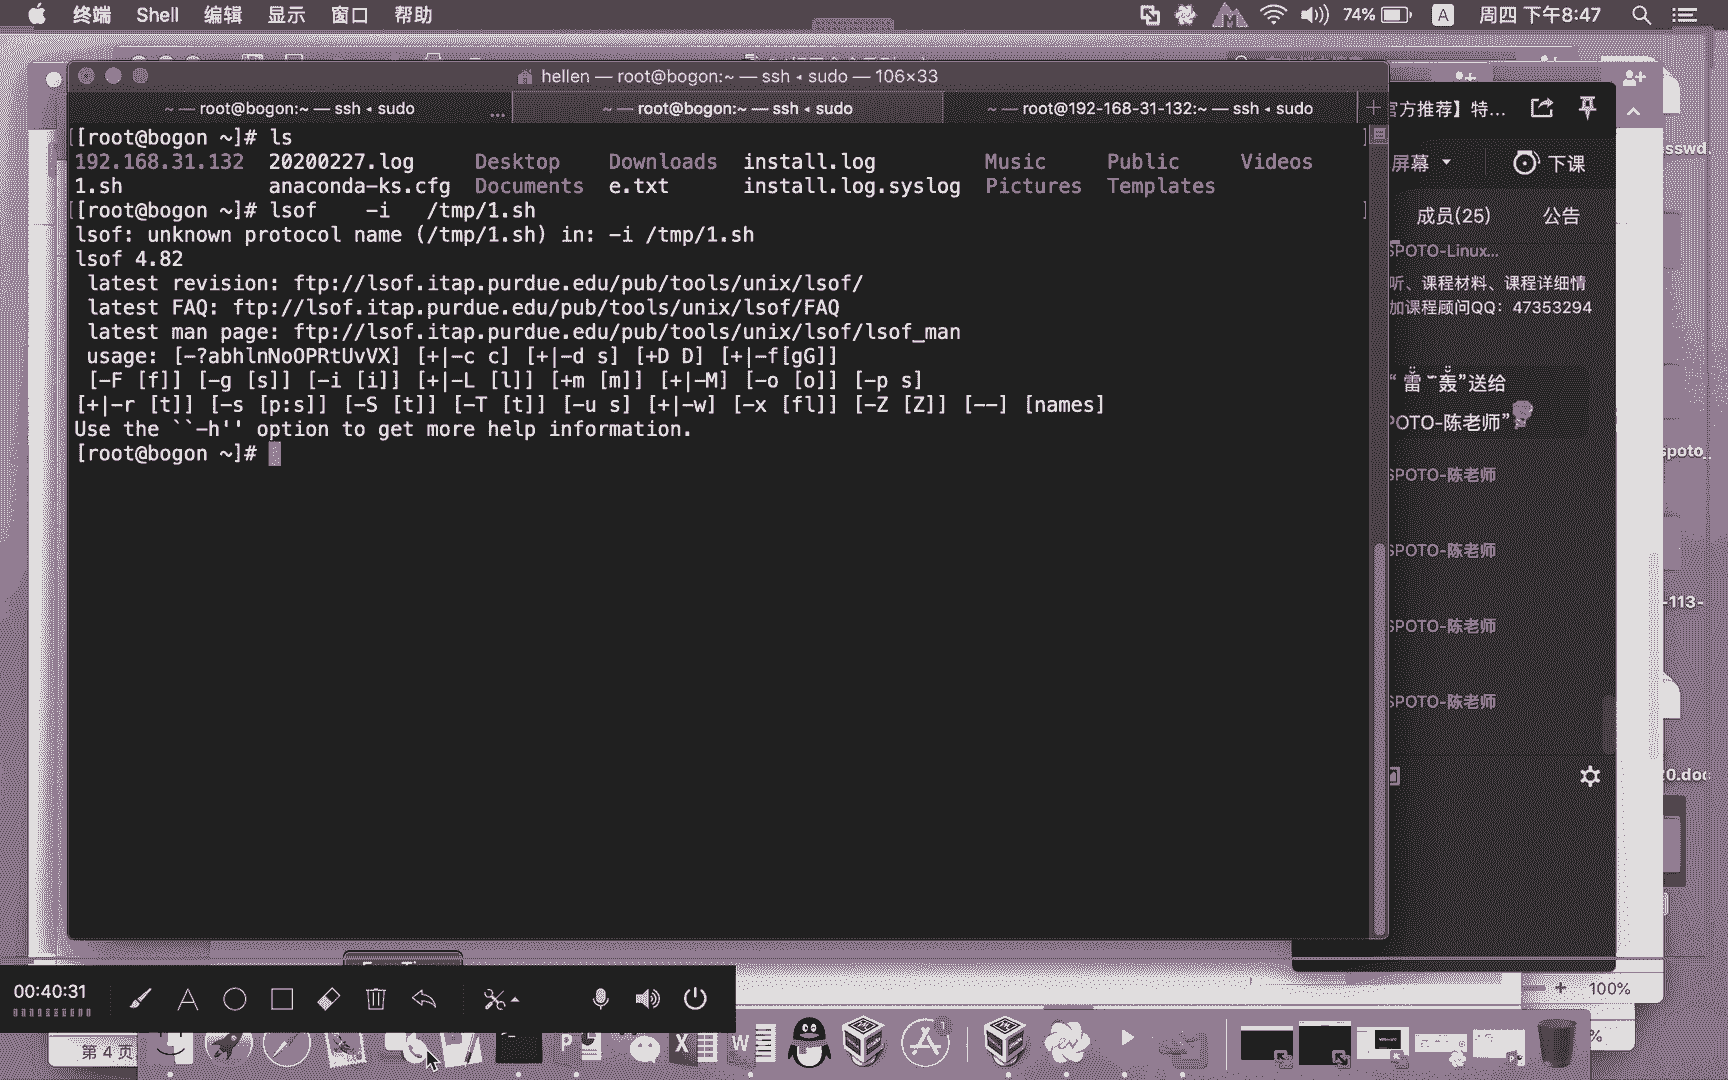 终端 Shell 编辑 显示 窗口 帮助 74% A 周四 下午8:47
hellen — root@bogon:~ — ssh ◂ sudo — 106×33
~ — root@bogon:~ — ssh ◂ sudo ... ~ — root@bogon:~ — ssh ◂ sudo ~ — root@192-168-31-132:~ — ssh ◂ sudo +
[[root@bogon ~]# ls ]
192.168.31.132 20200227.log Desktop Downloads install.log Music Public Videos
1.sh anaconda-ks.cfg Documents e.txt install.log.syslog Pictures Templates
[[root@bogon ~]# lsof -i /tmp/1.sh ]
lsof: unknown protocol name (/tmp/1.sh) in: -i /tmp/1.sh
lsof 4.82
latest revision: ftp://lsof.itap.purdue.edu/pub/tools/unix/lsof/
latest FAQ: ftp://lsof.itap.purdue.edu/pub/tools/unix/lsof/FAQ
latest man page: ftp://lsof.itap.purdue.edu/pub/tools/unix/lsof/lsof_man
usage: [-?abhlnNoOPRtUvVX] [+|-c c] [+|-d s] [+D D] [+|-f[gG]]
[-F [f]] [-g [s]] [-i [i]] [+|-L [l]] [+m [m]] [+|-M] [-o [o]] [-p s]
[+|-r [t]] [-s [p:s]] [-S [t]] [-T [t]] [-u s] [+|-w] [-x [fl]] [-Z [Z]] [--] [names]
Use the ``-h'' option to get more help information.
[root@bogon ~]#
官方推荐】特...
屏幕 下课
成员(25) 公告
SPOTO-Linux...
听、课程材料、课程详细情
加课程顾问QQ：47353294
送给
POTO-陈老师”
SPOTO-陈老师
SPOTO-陈老师
SPOTO-陈老师
SPOTO-陈老师
sswd.
spoto_
-113-
0.doc
00:40:31
100%
第 4 页